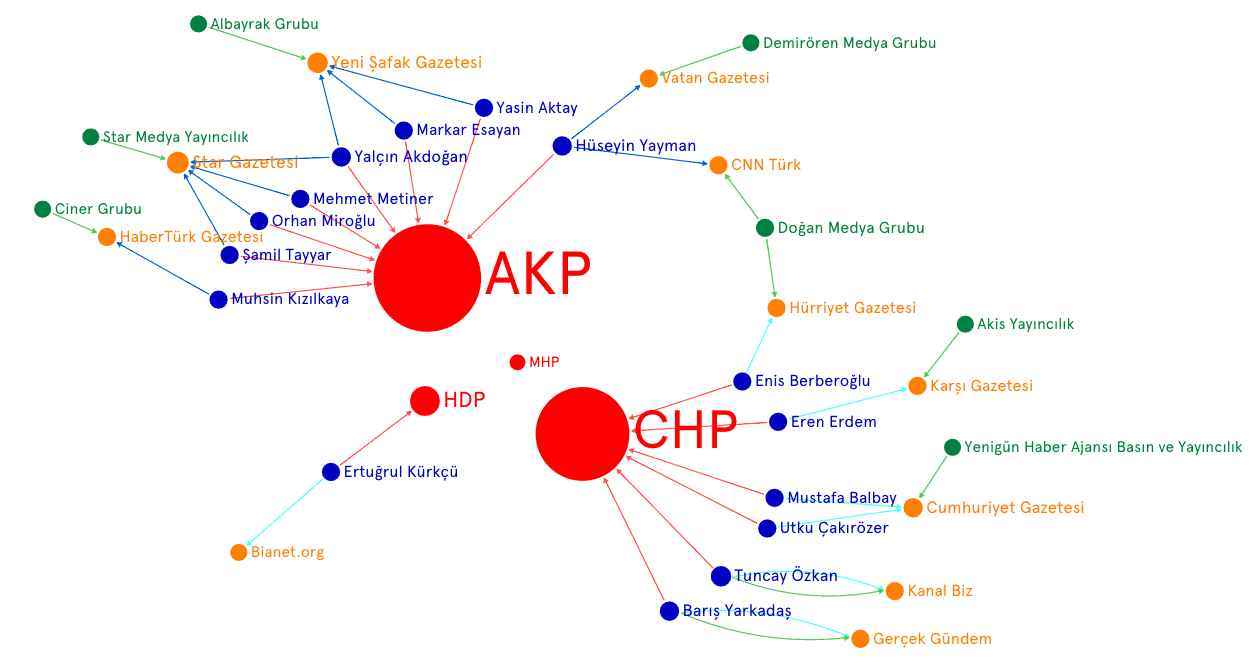 Albayrak Grubu
Demirören Medya Grubu
Yeni Şafak Gazetesi
Vatan Gazetesi
Yasin Aktay
Markar Esayan
Star Medya Yayıncılık
Hüseyin Yayman
Yalçın Akdoğan
Star Gazetesi
CNN Türk
Mehmet Metiner
Ciner Grubu
Orhan Miroğlu
Doğan Medya Grubu
HaberTürk Gazetesi
Şamil Tayyar
AKP
Muhsin Kızılkaya
Hürriyet Gazetesi
Akis Yayıncılık
MHP
Enis Berberoğlu
Karşı Gazetesi
HDP
Eren Erdem
CHP
Yenigün Haber Ajansı Basın ve Yayıncılık
Ertuğrul Kürkçü
Mustafa Balbay
Cumhuriyet Gazetesi
Utku Çakırözer
Bianet.org
Tuncay Özkan
Kanal Biz
Barış Yarkadaş
Gerçek Gündem